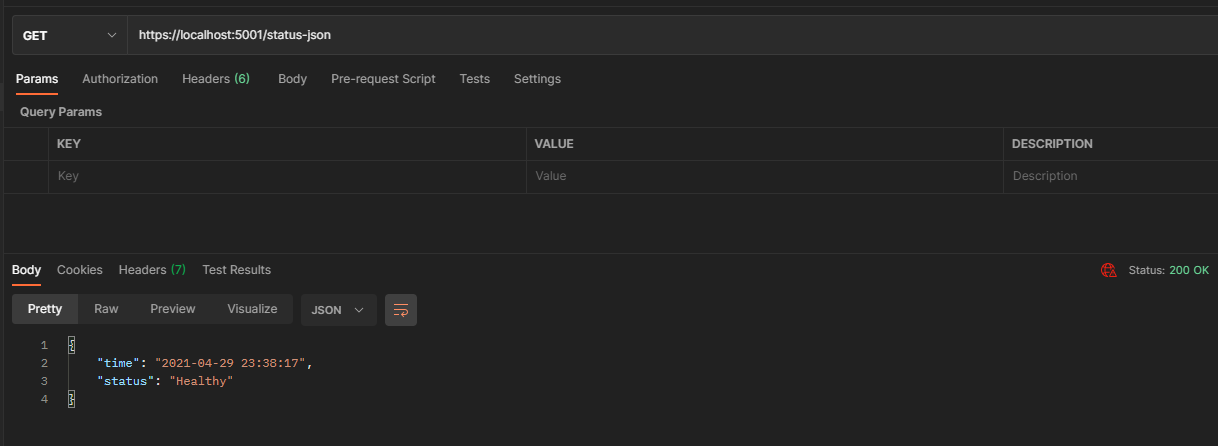 GET https://localhost:5001/status-json
Params Authorization Headers (6) Body Pre-request Script Tests Settings
Query Params
KEY VALUE DESCRIPTION
Key Value Description
Body Cookies Headers (7) Test Results Status: 200 OK
Pretty Raw Preview Visualize JSON
1 {
2 "time": "2021-04-29 23:38:17",
3 "status": "Healthy"
4 }